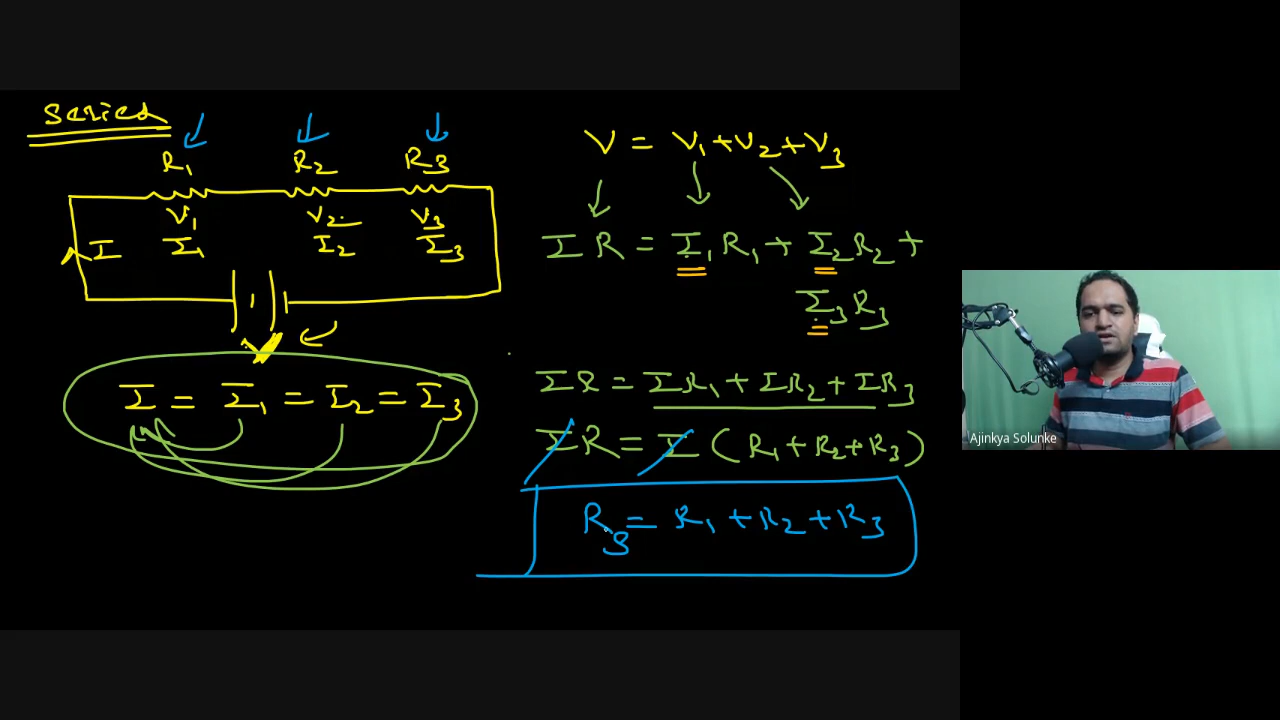 Series
R1 R2 R3
V1 V2 V3
I I1 I2 I3
I = I1 = I2 = I3
V = V1 + V2 + V3
IR = I1R1 + I2R2 +
I3R3
IR = IR1 + IR2 + IR3
IR = I (R1 + R2 + R3)
Rs = R1 + R2 + R3
Ajinkya Solunke